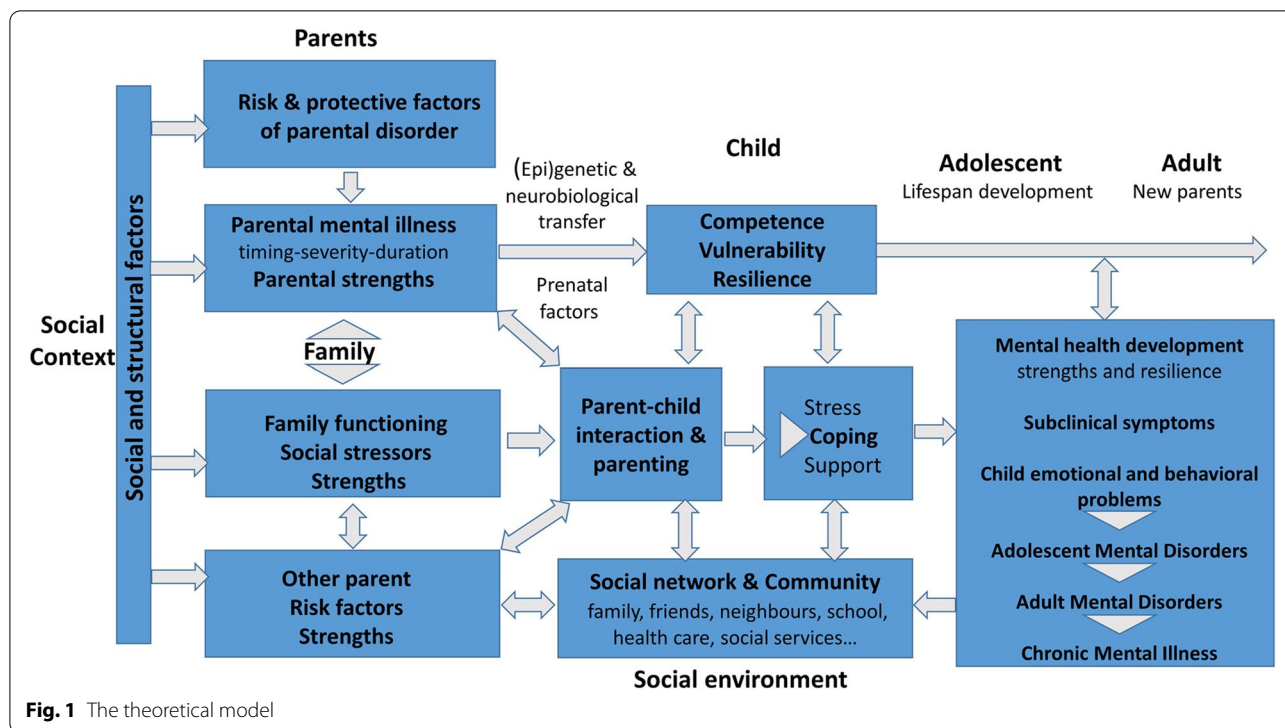 Parents
Risk & protective factors
of parental disorder
Child
Adolescent
Lifespan development
Adult
New parents
(Epi)genetic &
neurobiological
transfer
Prenatal
factors
Parental mental illness
timing-severity-duration
Parental strengths
Competence
Vulnerability
Resilience
Social
Context
Social and structural factors
Family
Family functioning
Social stressors
Strengths
Parent-child
interaction &
parenting
Stress
Coping
Support
Mental health development
strengths and resilience
Subclinical symptoms
Child emotional and behavioral
problems
Adolescent Mental Disorders
Adult Mental Disorders
Chronic Mental Illness
Other parent
Risk factors
Strengths
Social network & Community
family, friends, neighbours, school,
health care, social services...
Social environment
Fig. 1 The theoretical model